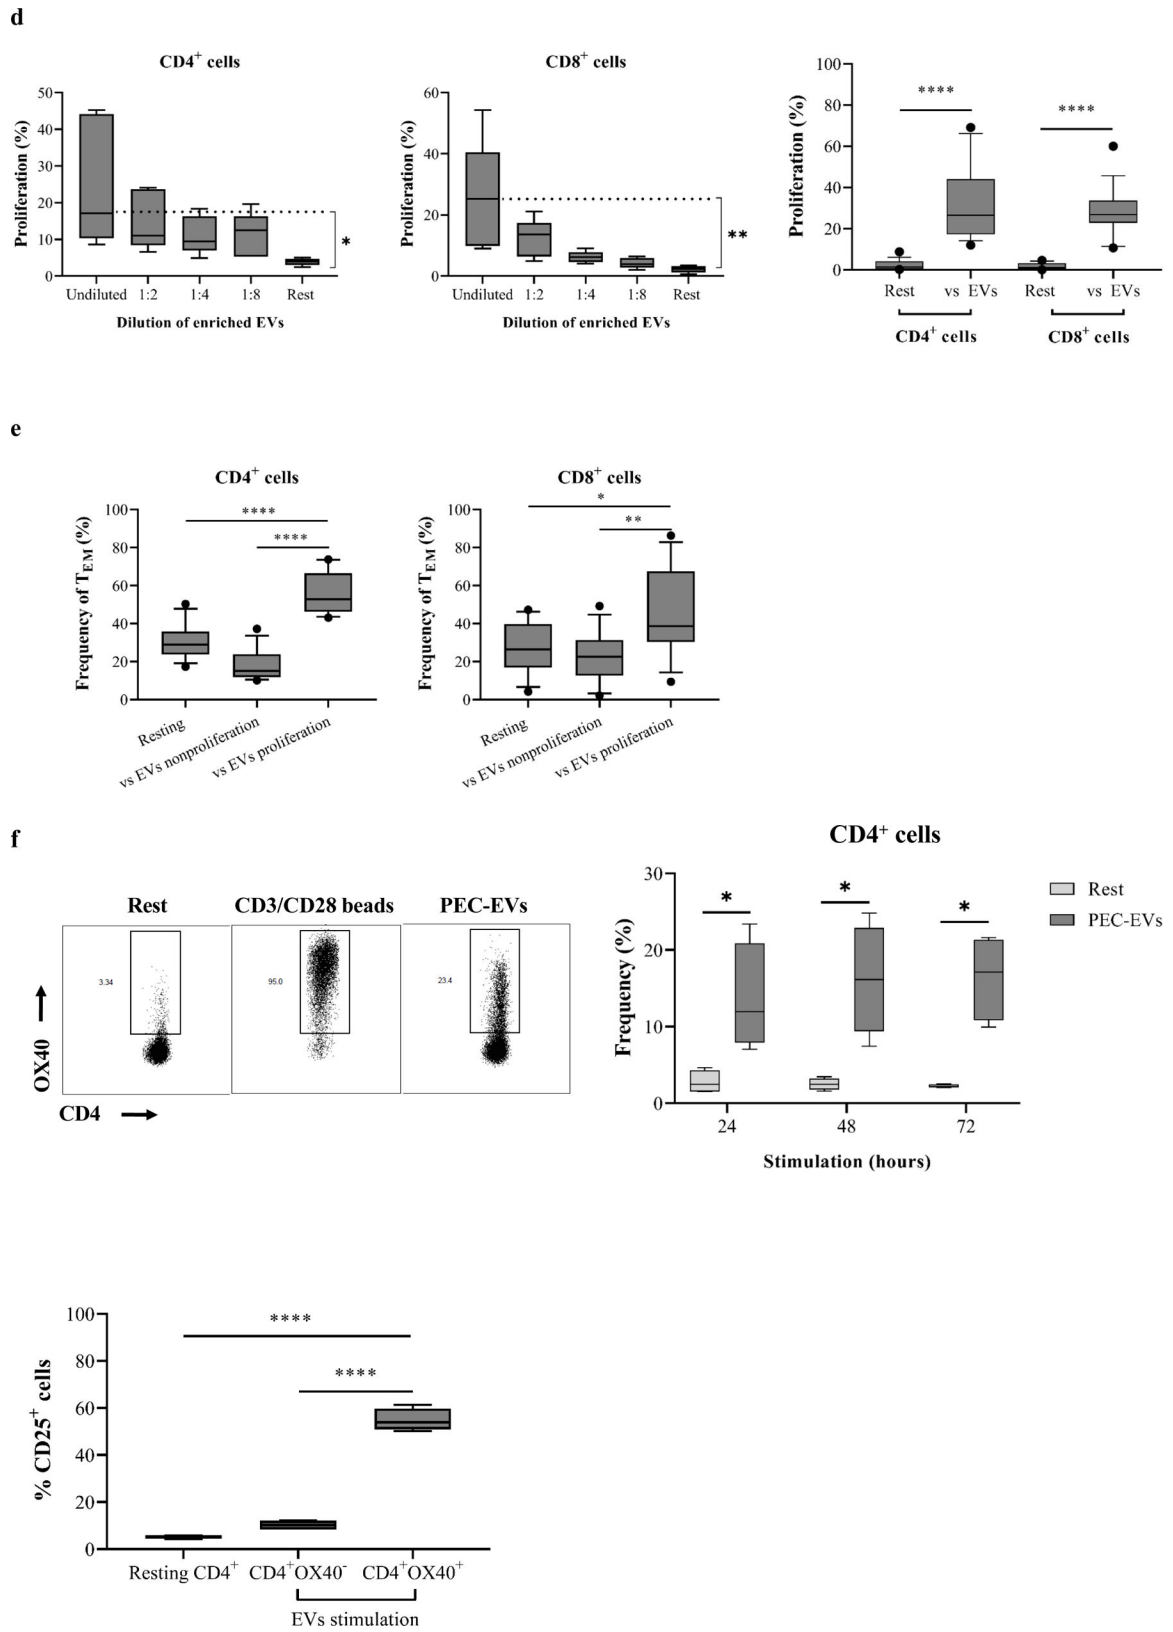 d
CD4+ cells
Proliferation (%)
50
40
30
20
10
0
*
Undiluted 1:2 1:4 1:8 Rest
Dilution of enriched EVs
CD8+ cells
Proliferation (%)
60
40
20
0
**
Undiluted 1:2 1:4 1:8 Rest
Dilution of enriched EVs
Proliferation (%)
100
80
60
40
20
0
**** ****
Rest vs EVs Rest vs EVs
CD4+ cells CD8+ cells
e
CD4+ cells
Frequency of TEM (%)
100
80
60
40
20
0
****
****
Resting
vs EVs nonproliferation
vs EVs proliferation
CD8+ cells
Frequency of TEM (%)
100
80
60
40
20
0
*
**
Resting
vs EVs nonproliferation
vs EVs proliferation
f
Rest CD3/CD28 beads PEC-EVs
3.34 95.0 23.4
OX40
CD4
CD4+ cells
Frequency (%)
30
20
10
0
* * *
24 48 72
Stimulation (hours)
Rest
PEC-EVs
% CD25+ cells
100
80
60
40
20
0
****
****
Resting CD4+ CD4+OX40- CD4+OX40+
EVs stimulation